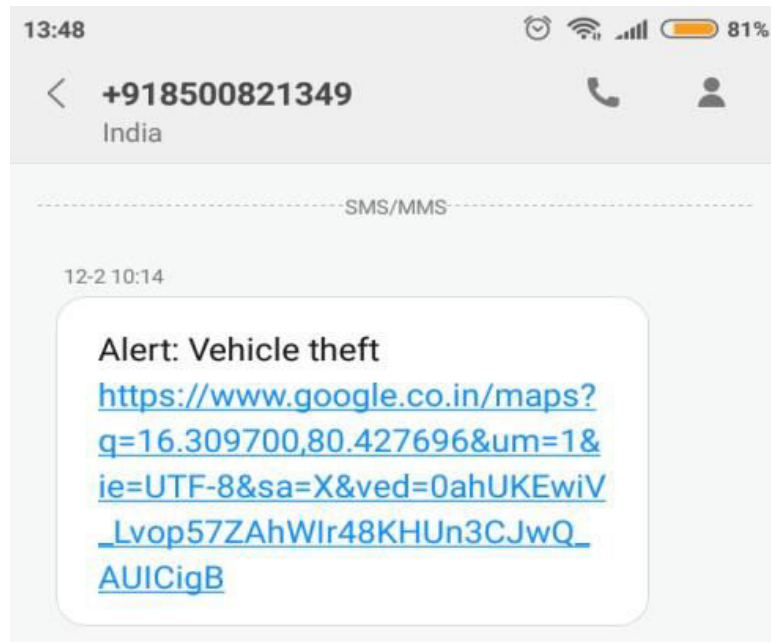 13:48 81%
+918500821349
India
SMS/MMS
12-2 10:14
Alert: Vehicle theft
https://www.google.co.in/maps?
q=16.309700,80.427696&um=1&
ie=UTF-8&sa=X&ved=0ahUKEwiV
_Lvop57ZAhWIr48KHUn3CJwQ_
AUICigB